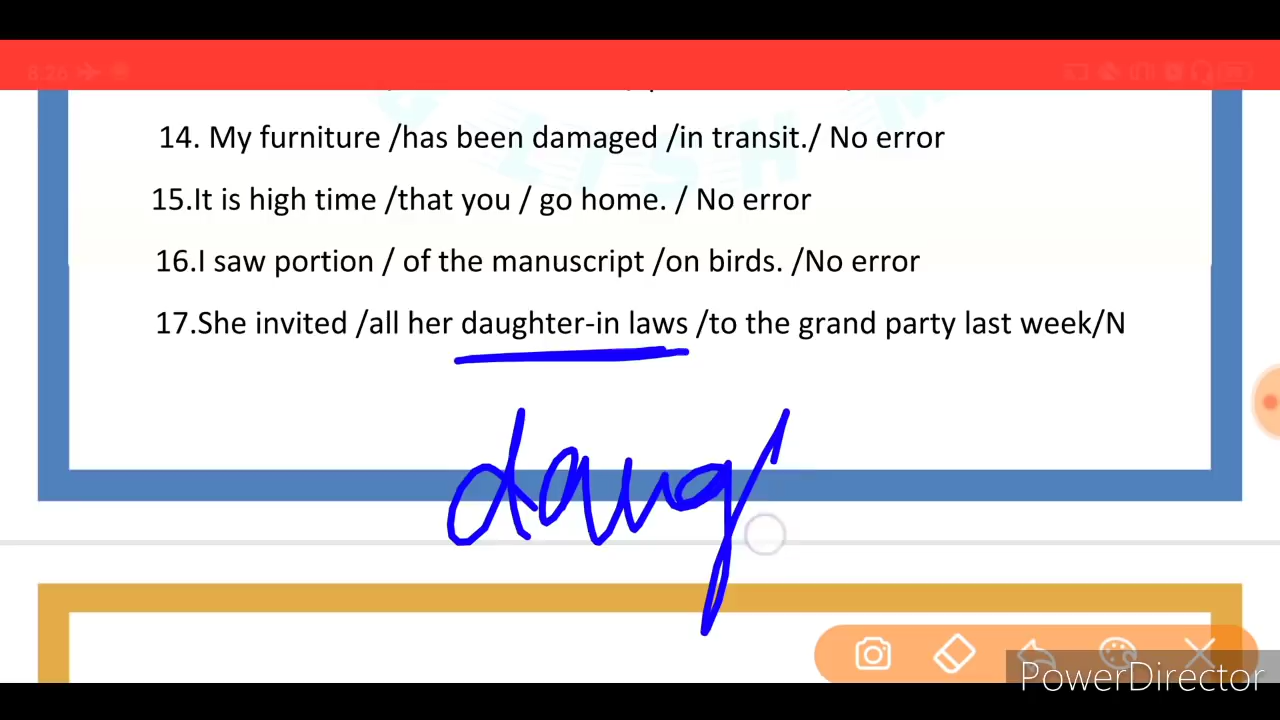 8:26
14. My furniture /has been damaged /in transit./ No error
15.It is high time /that you / go home. / No error
16.I saw portion / of the manuscript /on birds. /No error
17.She invited /all her daughter-in laws /to the grand party last week/N
daug
PowerDirector